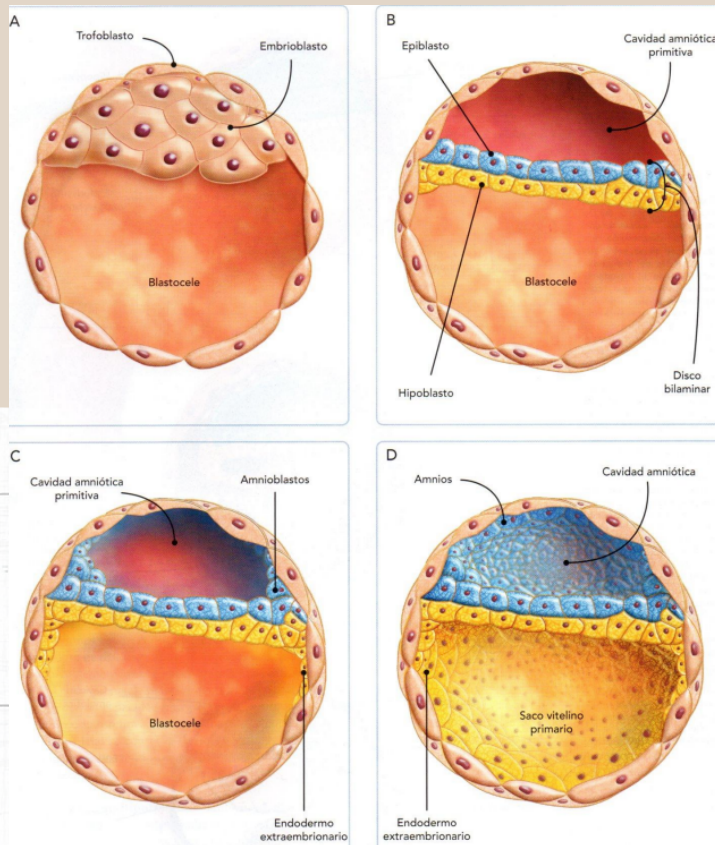 A
Trofoblasto
Embrioblasto
Blastocele
B
Epiblasto
Cavidad amniótica
primitiva
Blastocele
Hipoblasto
Disco
bilaminar
C
Cavidad amniótica
primitiva
Amnioblastos
Blastocele
Endodermo
extraembrionario
D
Amnios
Cavidad amniótica
Saco vitelino
primario
Endodermo
extraembrionario